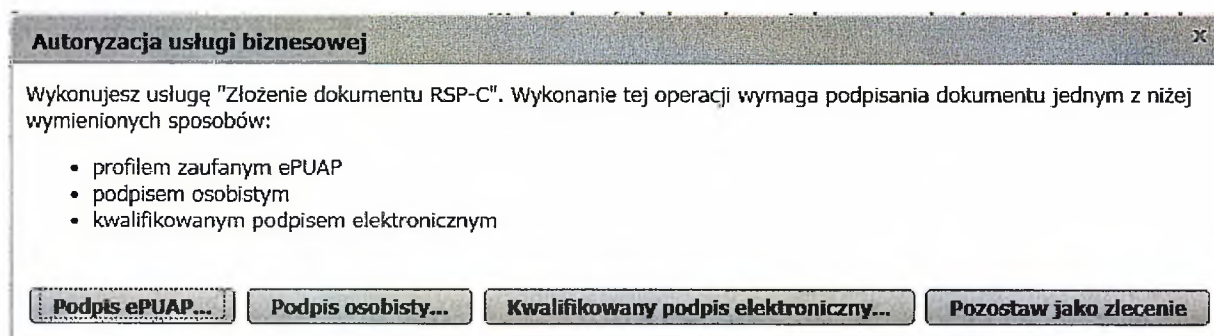 Autoryzacja usługi biznesowej x
Wykonujesz usługę "Złożenie dokumentu RSP-C". Wykonanie tej operacji wymaga podpisania dokumentu jednym z niżej
wymienionych sposobów:
• profilem zaufanym ePUAP
• podpisem osobistym
• kwalifikowanym podpisem elektronicznym
Podpis ePUAP... Podpis osobisty... Kwalifikowany podpis elektroniczny... Pozostaw jako zlecenie